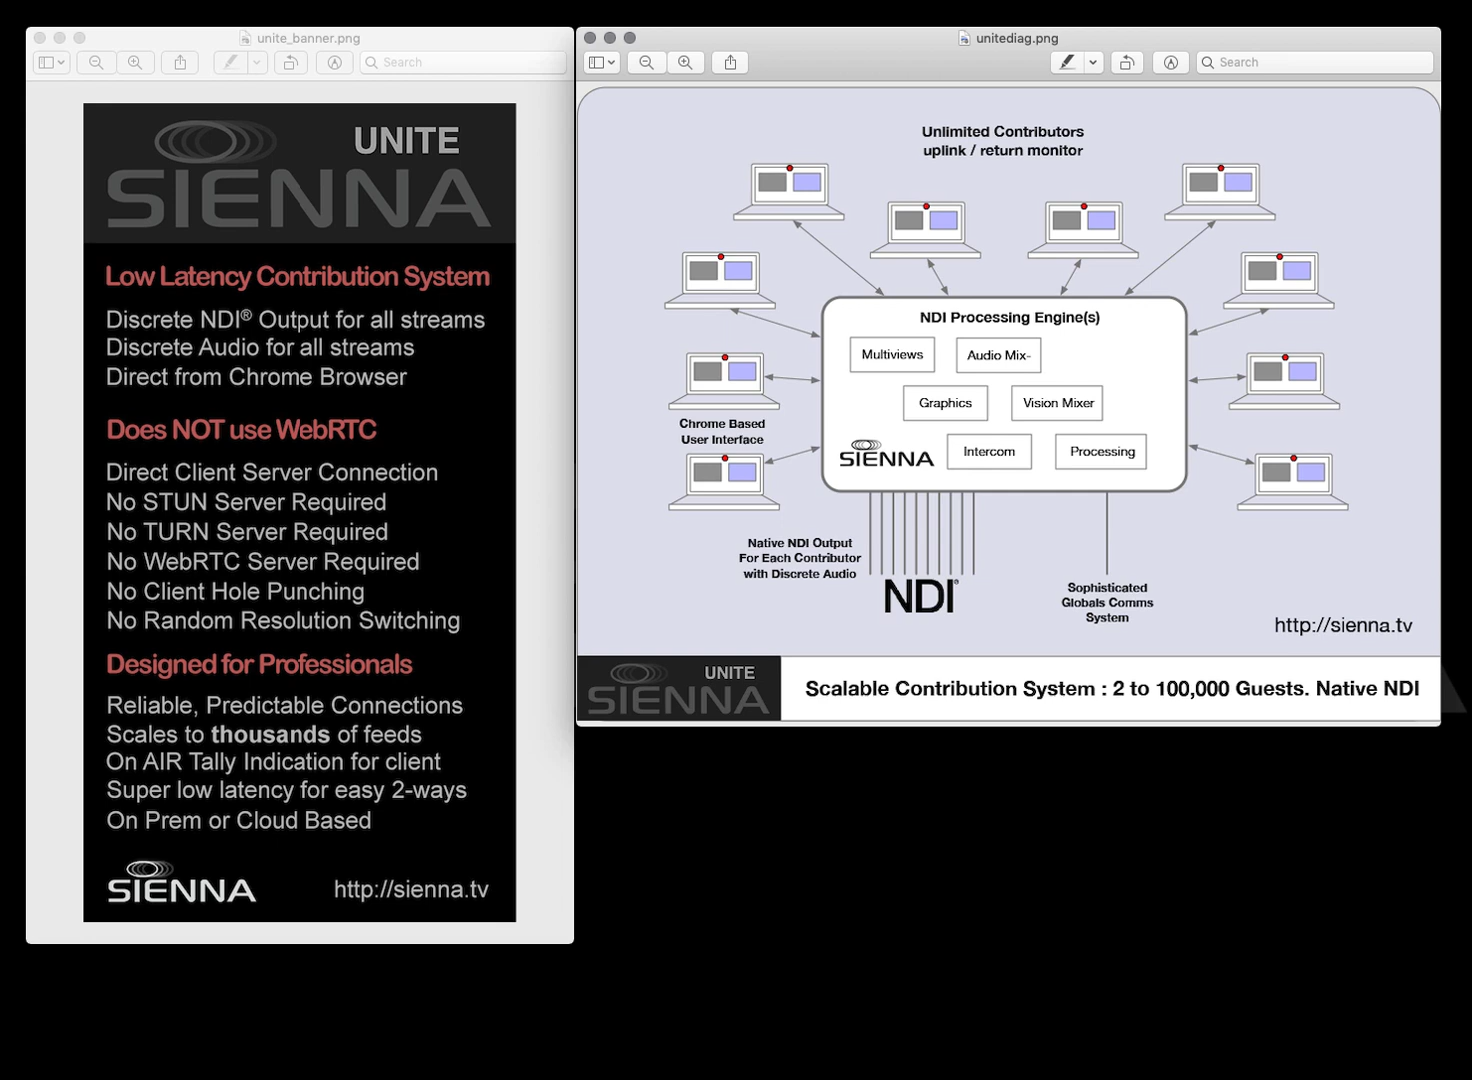 unite_banner.png
Search
UNITE
SIENNA
Low Latency Contribution System
Discrete NDI® Output for all streams
Discrete Audio for all streams
Direct from Chrome Browser
Does NOT use WebRTC
Direct Client Server Connection
No STUN Server Required
No TURN Server Required
No WebRTC Server Required
No Client Hole Punching
No Random Resolution Switching
Designed for Professionals
Reliable, Predictable Connections
Scales to thousands of feeds
On AIR Tally Indication for client
Super low latency for easy 2-ways
On Prem or Cloud Based
SIENNA
http://sienna.tv
unitediag.png
Search
Unlimited Contributors
uplink / return monitor
NDI Processing Engine(s)
Multiviews
Audio Mix-
Graphics
Vision Mixer
SIENNA
Intercom
Processing
Chrome Based
User Interface
Native NDI Output
For Each Contributor
with Discrete Audio
NDI®
Sophisticated
Globals Comms
System
http://sienna.tv
UNITE
SIENNA
Scalable Contribution System : 2 to 100,000 Guests. Native NDI